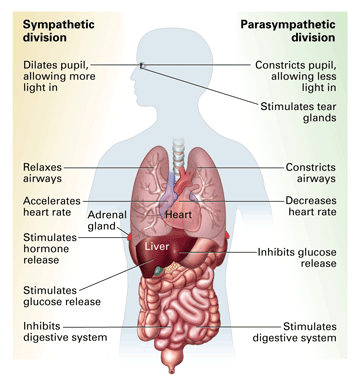 Sympathetic
division
Parasympathetic
division
Dilates pupil,
allowing more
light in
Constricts pupil,
allowing less
light in
Stimulates tear
glands
Relaxes
airways
Constricts
airways
Accelerates
heart rate
Adrenal
gland
Heart
Decreases
heart rate
Stimulates
hormone
release
Liver
Inhibits glucose
release
Stimulates
glucose release
Inhibits
digestive system
Stimulates
digestive system